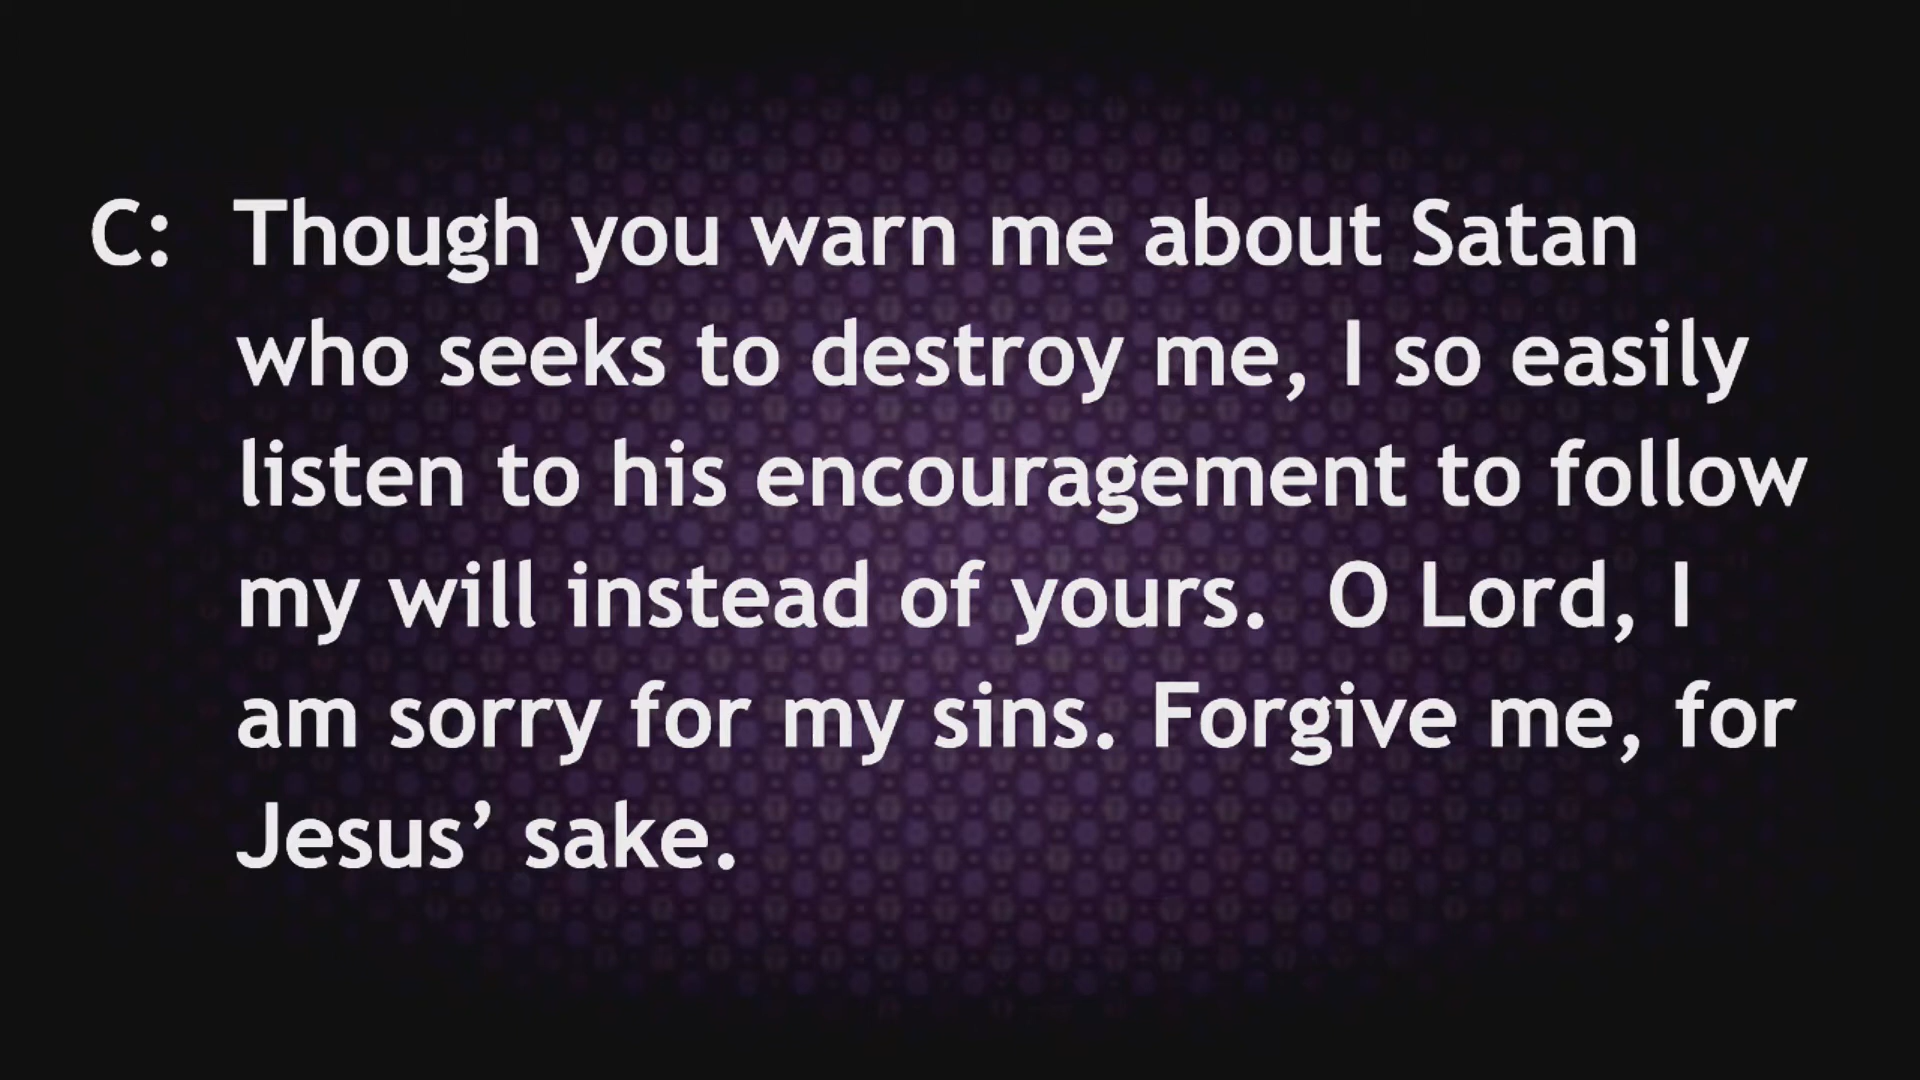 C: Though you warn me about Satan
who seeks to destroy me, I so easily
listen to his encouragement to follow
my will instead of yours.  O Lord, I
am sorry for my sins. Forgive me, for
Jesus’ sake.